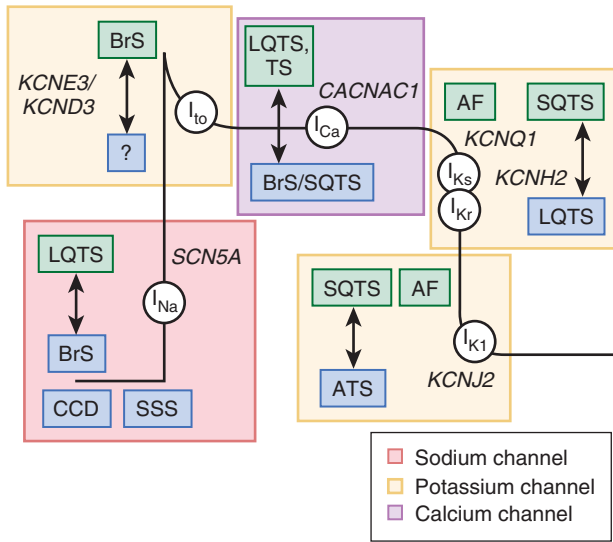 BrS
KCNE3/
KCND3
?
Ito
LQTS,
TS
CACNAC1
ICa
BrS/SQTS
AF
SQTS
KCNQ1
IKs
KCNH2
IKr
LQTS
LQTS
SCN5A
INa
BrS
CCD
SSS
SQTS
AF
IK1
ATS
KCNJ2
Sodium channel
Potassium channel
Calcium channel